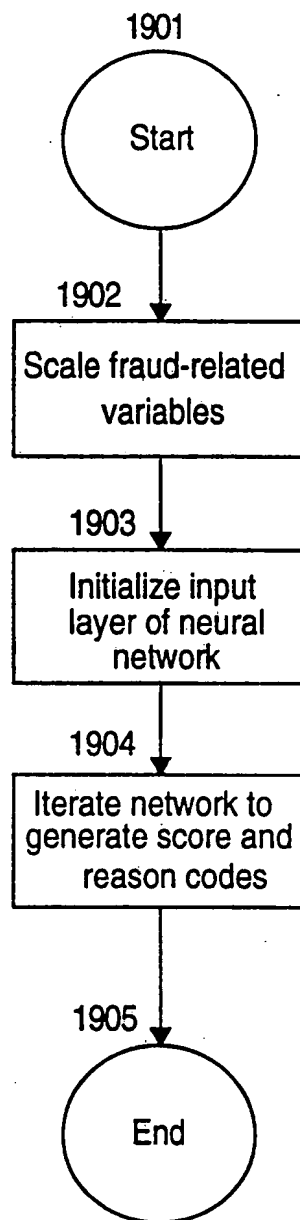 1901
Start
1902
Scale fraud-related
variables
1903
Initialize input
layer of neural
network
1904
Iterate network to
generate score and
reason codes
1905
End